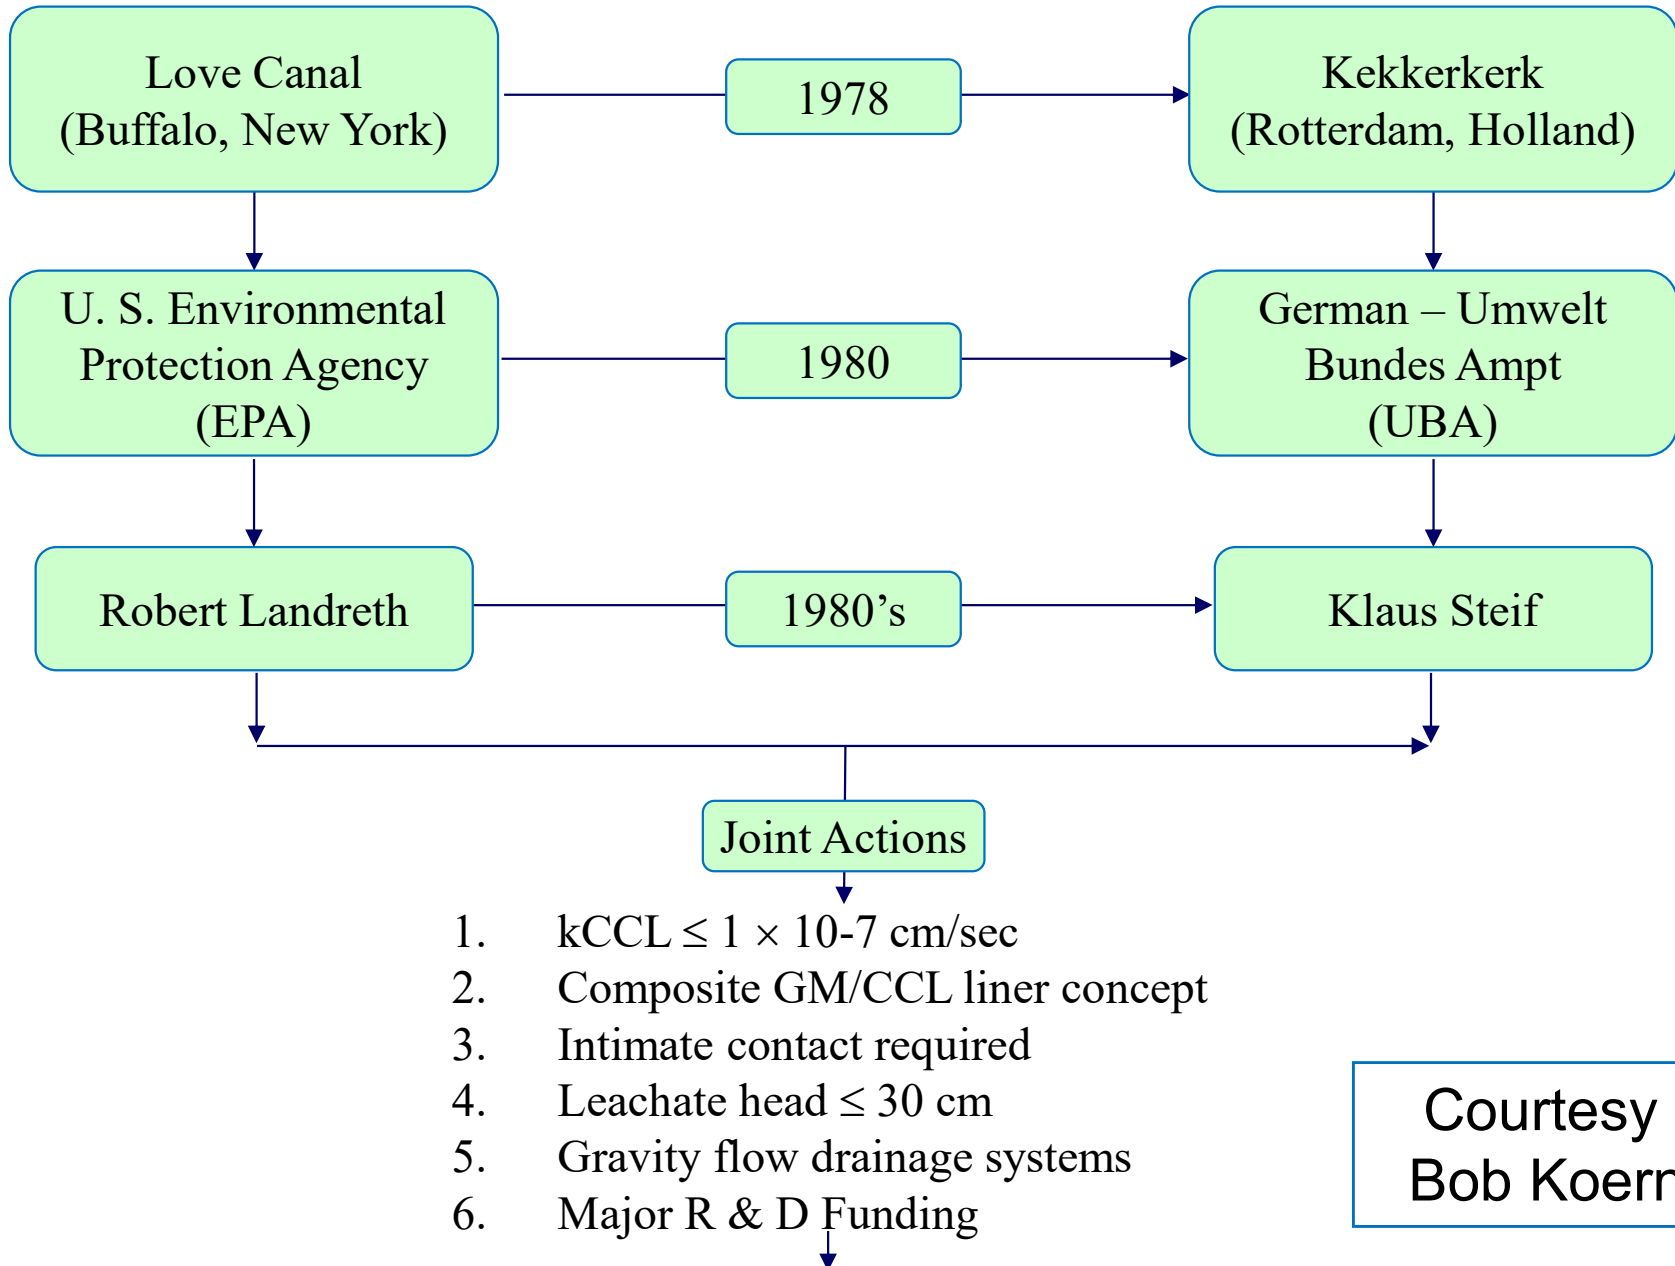 Love Canal
(Buffalo, New York)
1978
Kekkerkerk
(Rotterdam, Holland)
U. S. Environmental
Protection Agency
(EPA)
1980
German – Umwelt
Bundes Ampt
(UBA)
Robert Landreth
1980’s
Klaus Steif
Joint Actions
1. kCCL ≤ 1 × 10-7 cm/sec
2. Composite GM/CCL liner concept
3. Intimate contact required
4. Leachate head ≤ 30 cm
5. Gravity flow drainage systems
6. Major R & D Funding
Courtesy
Bob Koern